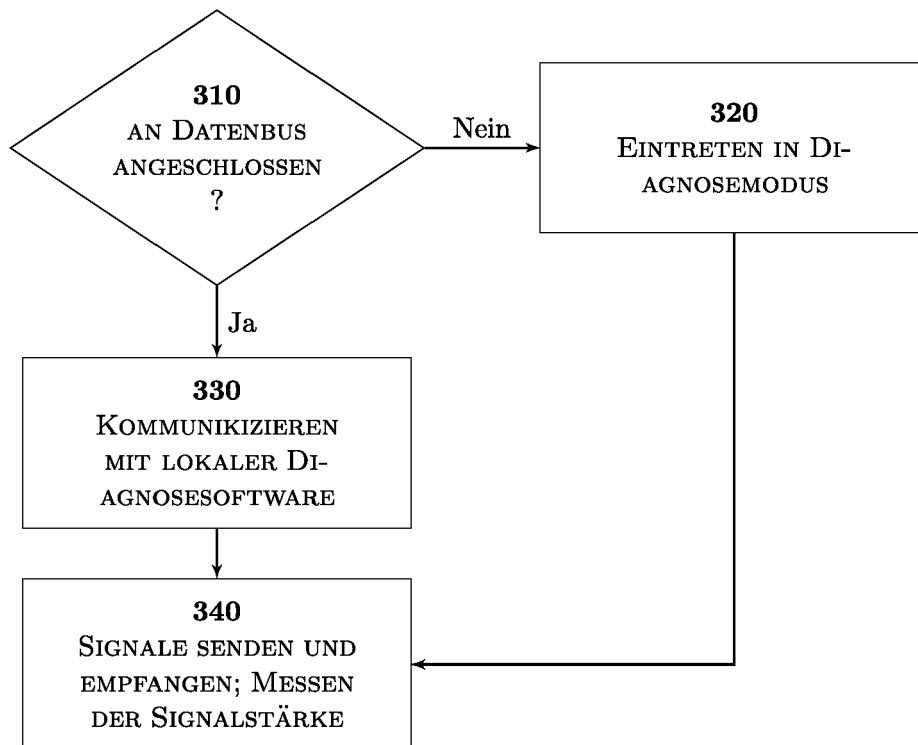 310
an Datenbus
angeschlossen
?
Nein
320
Eintreten in Di-
agnosemodus
Ja
330
Kommunikizieren
mit lokaler Di-
agnosesoftware
340
Signale senden und
empfangen; Messen
der Signalstärke